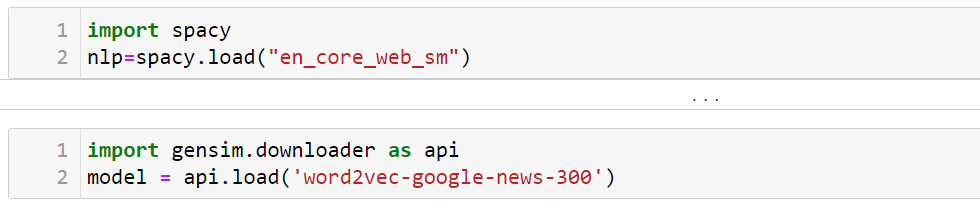 1 import spacy
2 nlp=spacy.load("en_core_web_sm")
...
1 import gensim.downloader as api
2 model = api.load('word2vec-google-news-300')